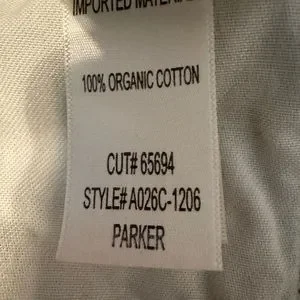 IMPORTED MATERIAL
100% ORGANIC COTTON
CUT# 65694
STYLE# A026C-1206
PARKER